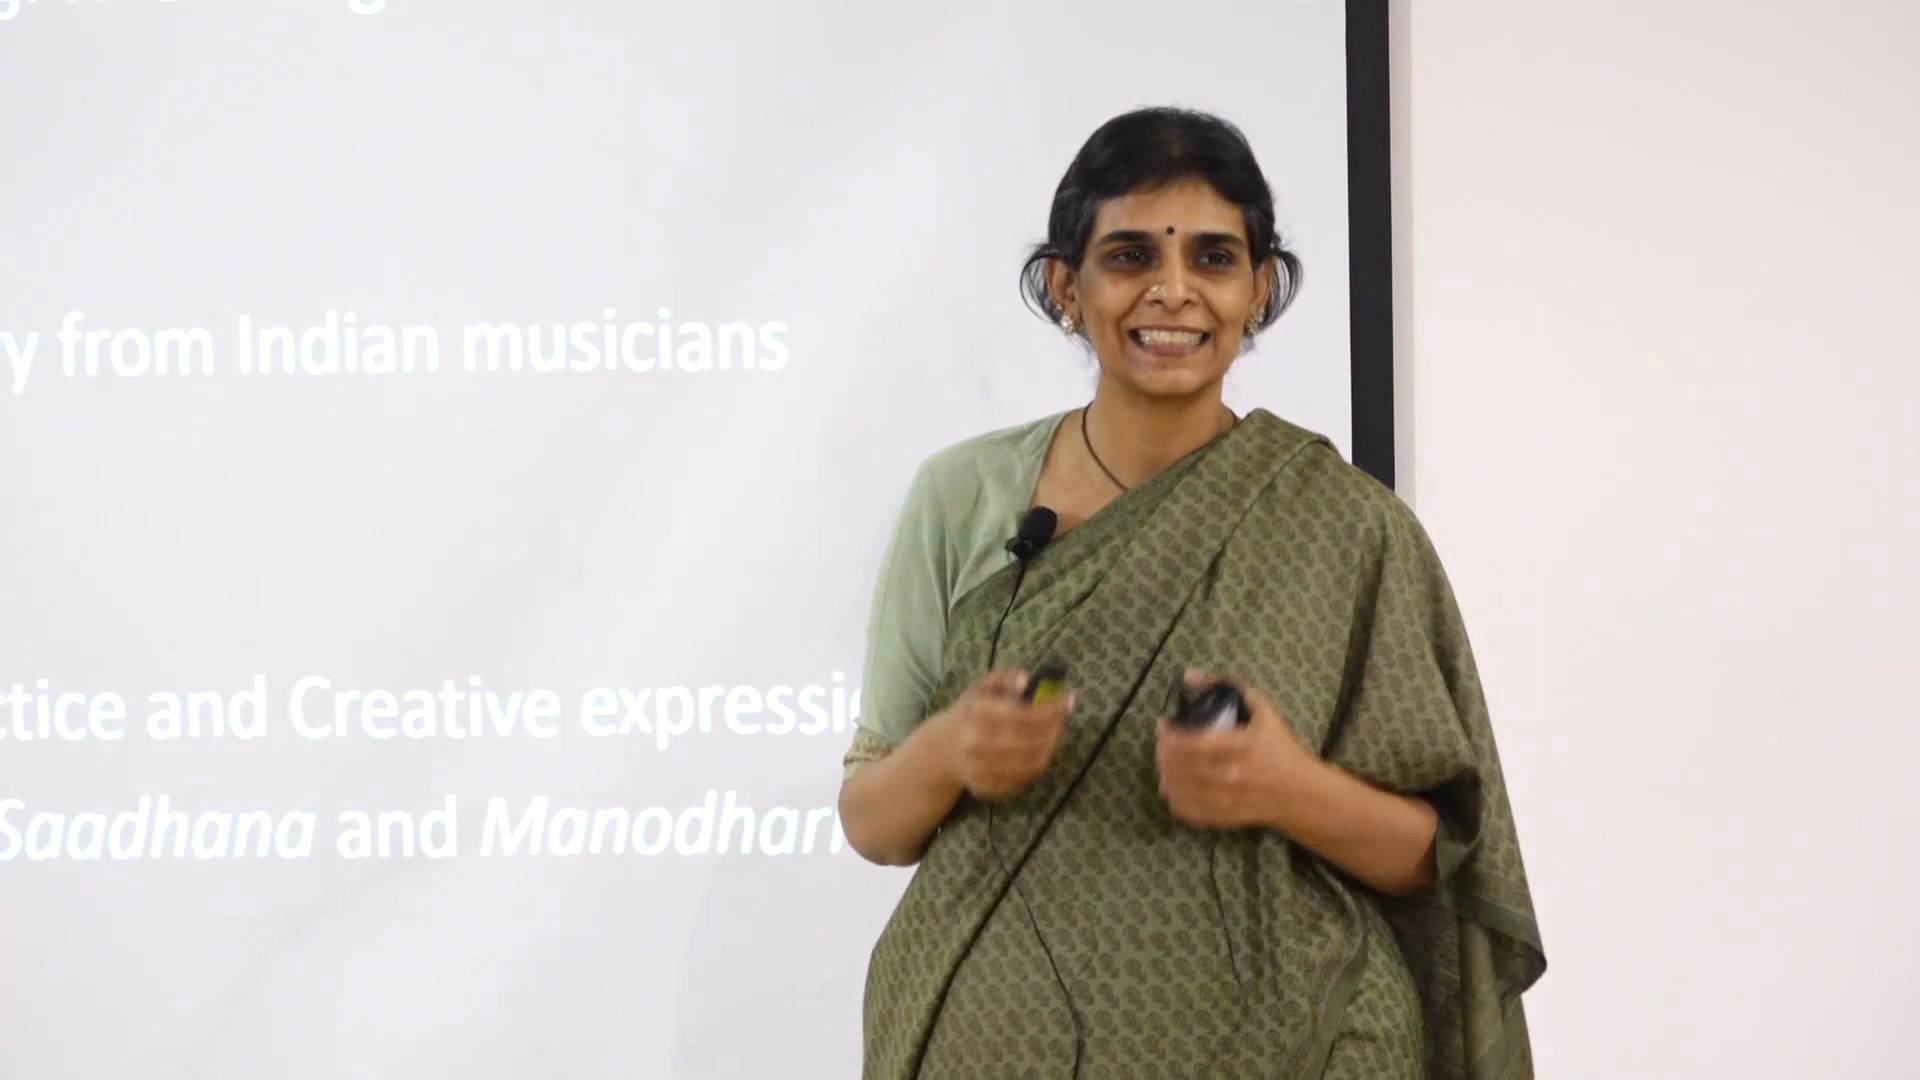 y from Indian musicians
ctice and Creative expressi
Saadhana and Manodhar